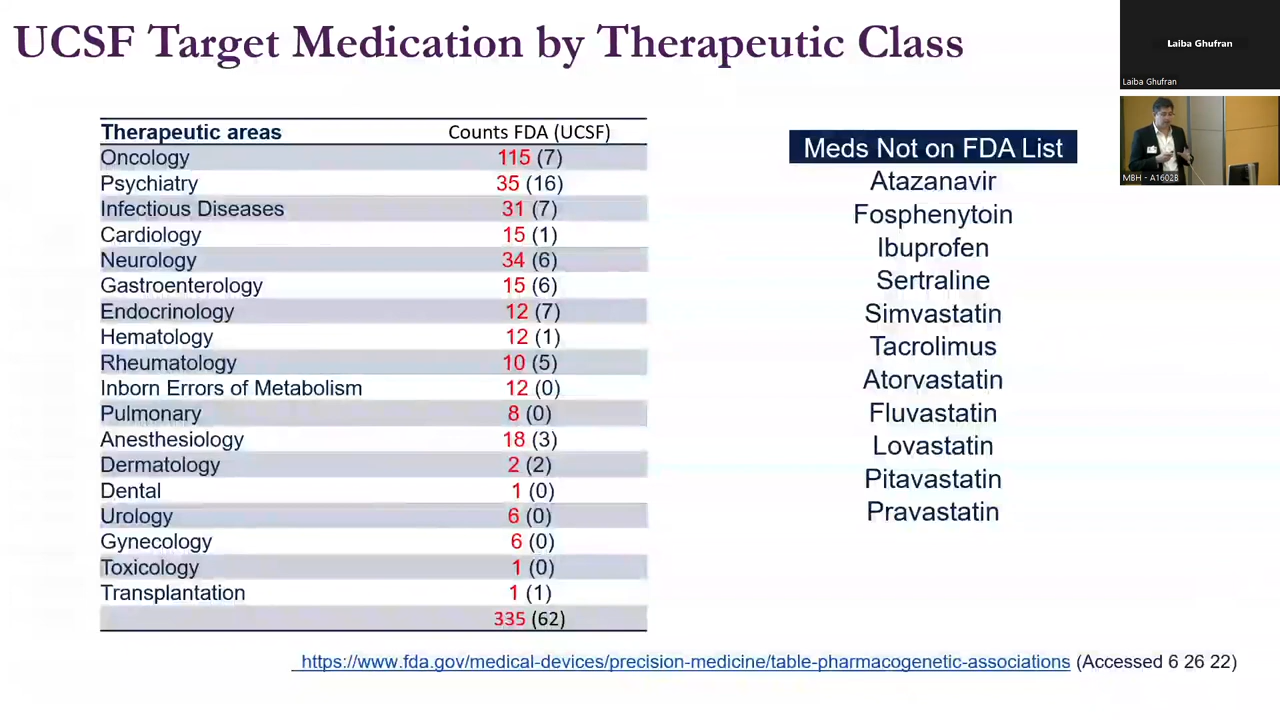 UCSF Target Medication by Therapeutic Class
Laiba Ghufran
Laiba Ghufran
MBH - A1602B
Therapeutic areas Counts FDA (UCSF)
Oncology 115 (7)
Psychiatry 35 (16)
Infectious Diseases 31 (7)
Cardiology 15 (1)
Neurology 34 (6)
Gastroenterology 15 (6)
Endocrinology 12 (7)
Hematology 12 (1)
Rheumatology 10 (5)
Inborn Errors of Metabolism 12 (0)
Pulmonary 8 (0)
Anesthesiology 18 (3)
Dermatology 2 (2)
Dental 1 (0)
Urology 6 (0)
Gynecology 6 (0)
Toxicology 1 (0)
Transplantation 1 (1)
335 (62)
Meds Not on FDA List
Atazanavir
Fosphenytoin
Ibuprofen
Sertraline
Simvastatin
Tacrolimus
Atorvastatin
Fluvastatin
Lovastatin
Pitavastatin
Pravastatin
https://www.fda.gov/medical-devices/precision-medicine/table-pharmacogenetic-associations (Accessed 6 26 22)